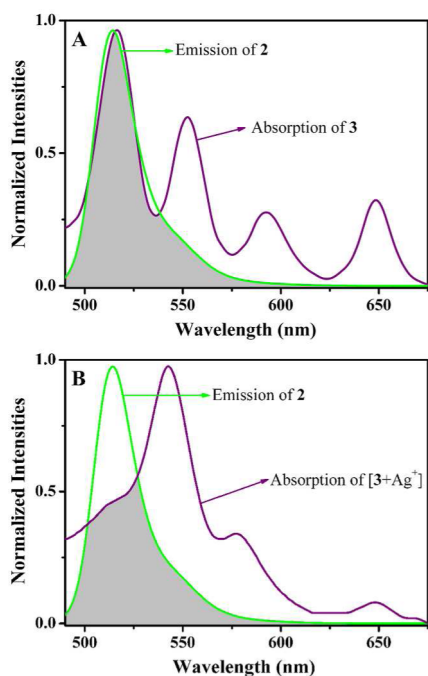 A
Emission of 2
Absorption of 3
Normalized Intensities
1.0
0.5
0.0
500 550 600 650
Wavelength (nm)
B
Emission of 2
Absorption of [3+Ag⁺]
Normalized Intensities
1.0
0.5
0.0
500 550 600 650
Wavelength (nm)